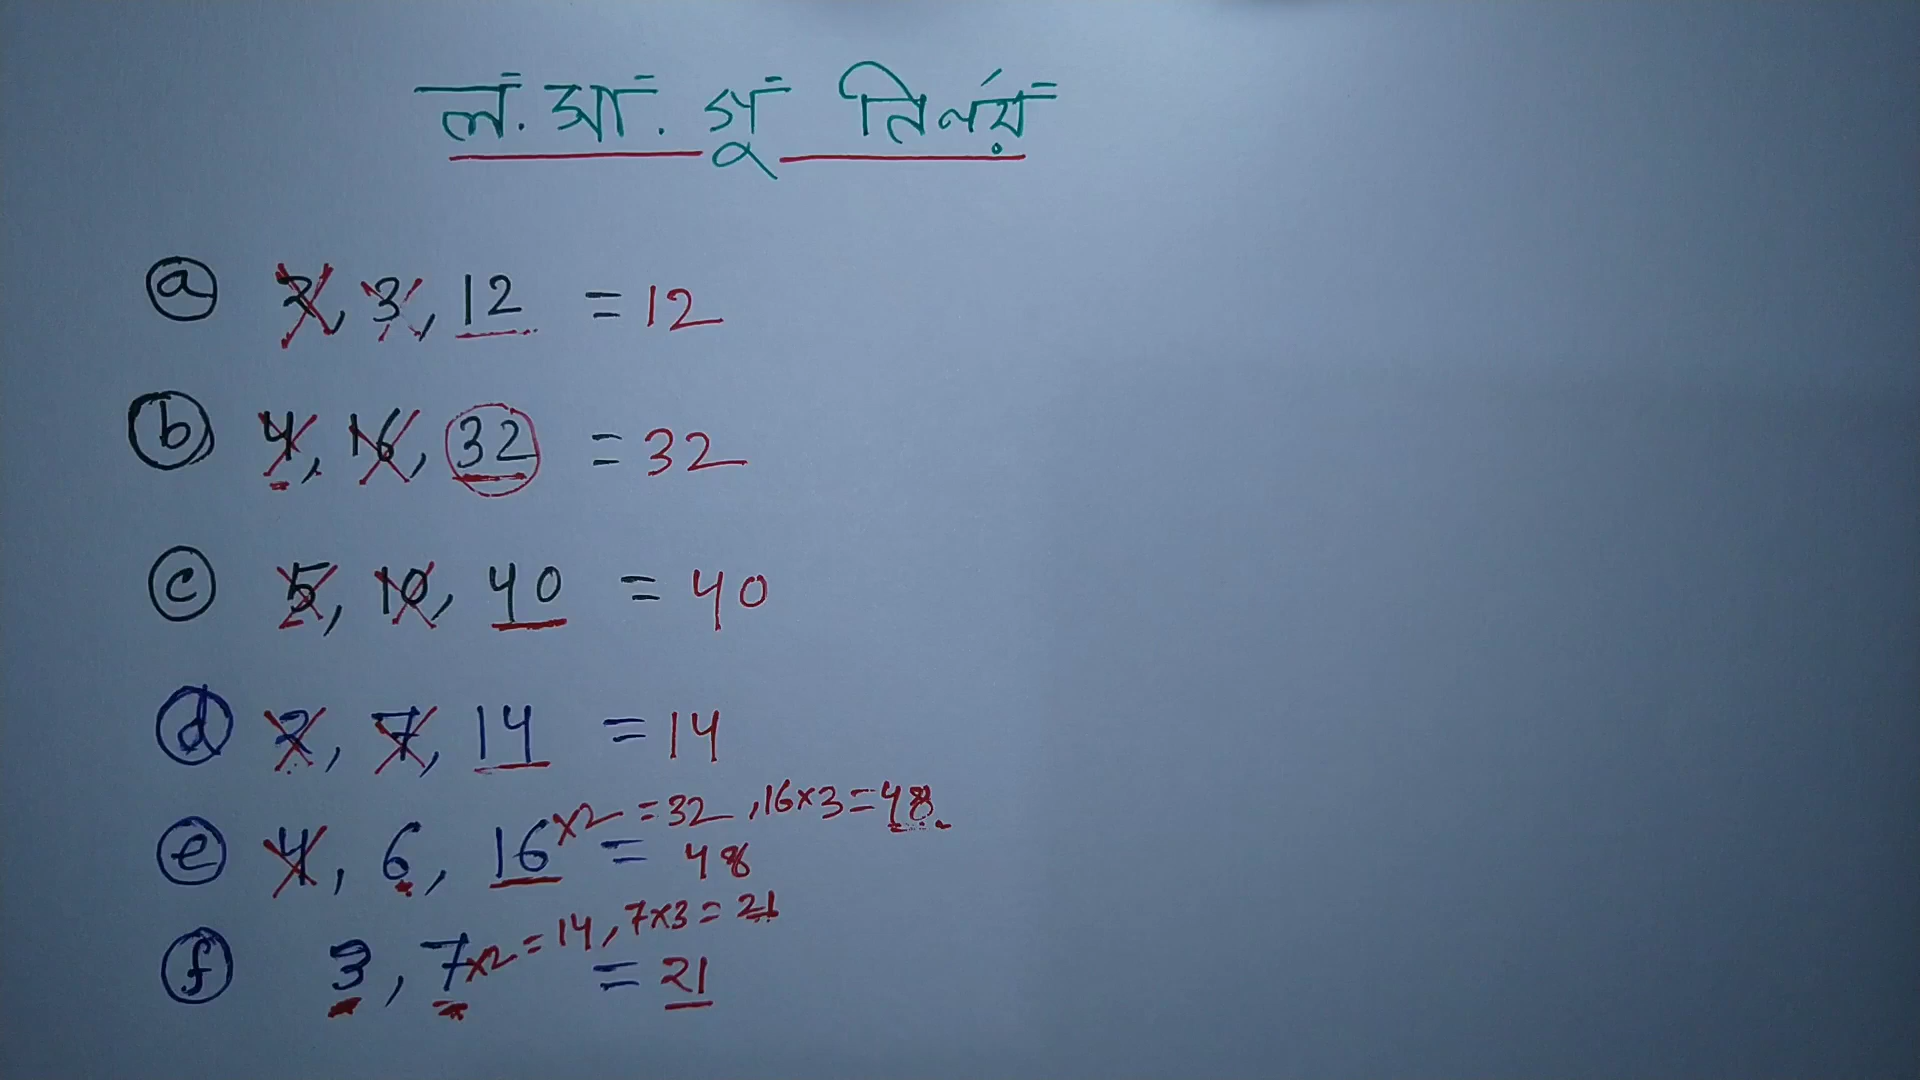 ল. সা. গু নির্ণয়
ⓐ 2, 3, 12 = 12
ⓑ 4, 16, 32 = 32
ⓒ 5, 10, 40 = 40
ⓓ 2, 7, 14 = 14
×2 = 32, 16×3 = 48
ⓔ 4, 6, 16 = 48
×2 = 14, 7×3 = 21
ⓕ 3, 7 = 21